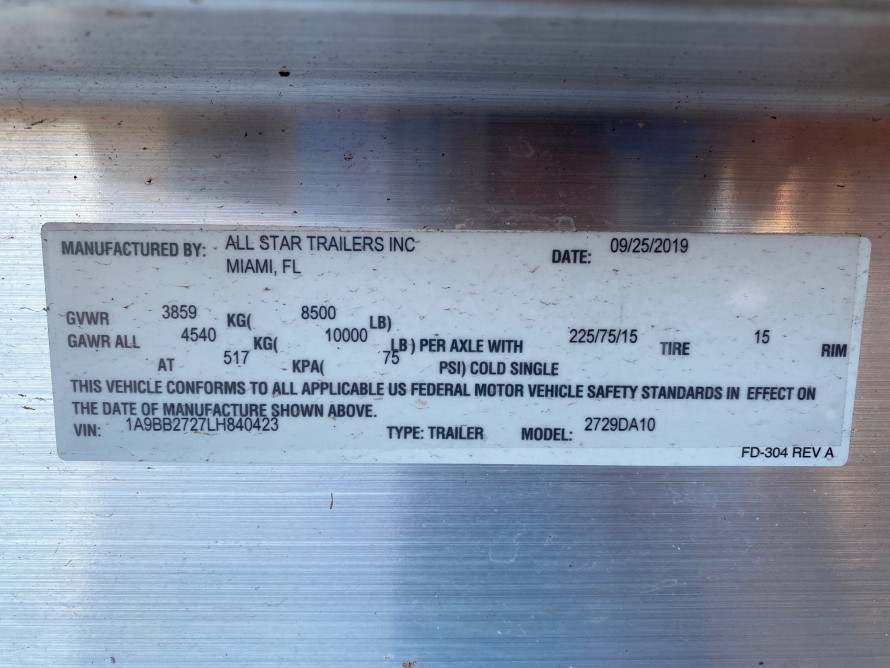 MANUFACTURED BY: ALL STAR TRAILERS INC DATE: 09/25/2019
MIAMI, FL
GVWR 3859 KG( 8500 LB)
GAWR ALL 4540 KG( 10000 LB) PER AXLE WITH 225/75/15 TIRE 15 RIM
AT 517 KPA( 75 PSI) COLD SINGLE
THIS VEHICLE CONFORMS TO ALL APPLICABLE US FEDERAL MOTOR VEHICLE SAFETY STANDARDS IN EFFECT ON
THE DATE OF MANUFACTURE SHOWN ABOVE.
VIN: 1A9BB2727LH840423 TYPE: TRAILER MODEL: 2729DA10
FD-304 REV A